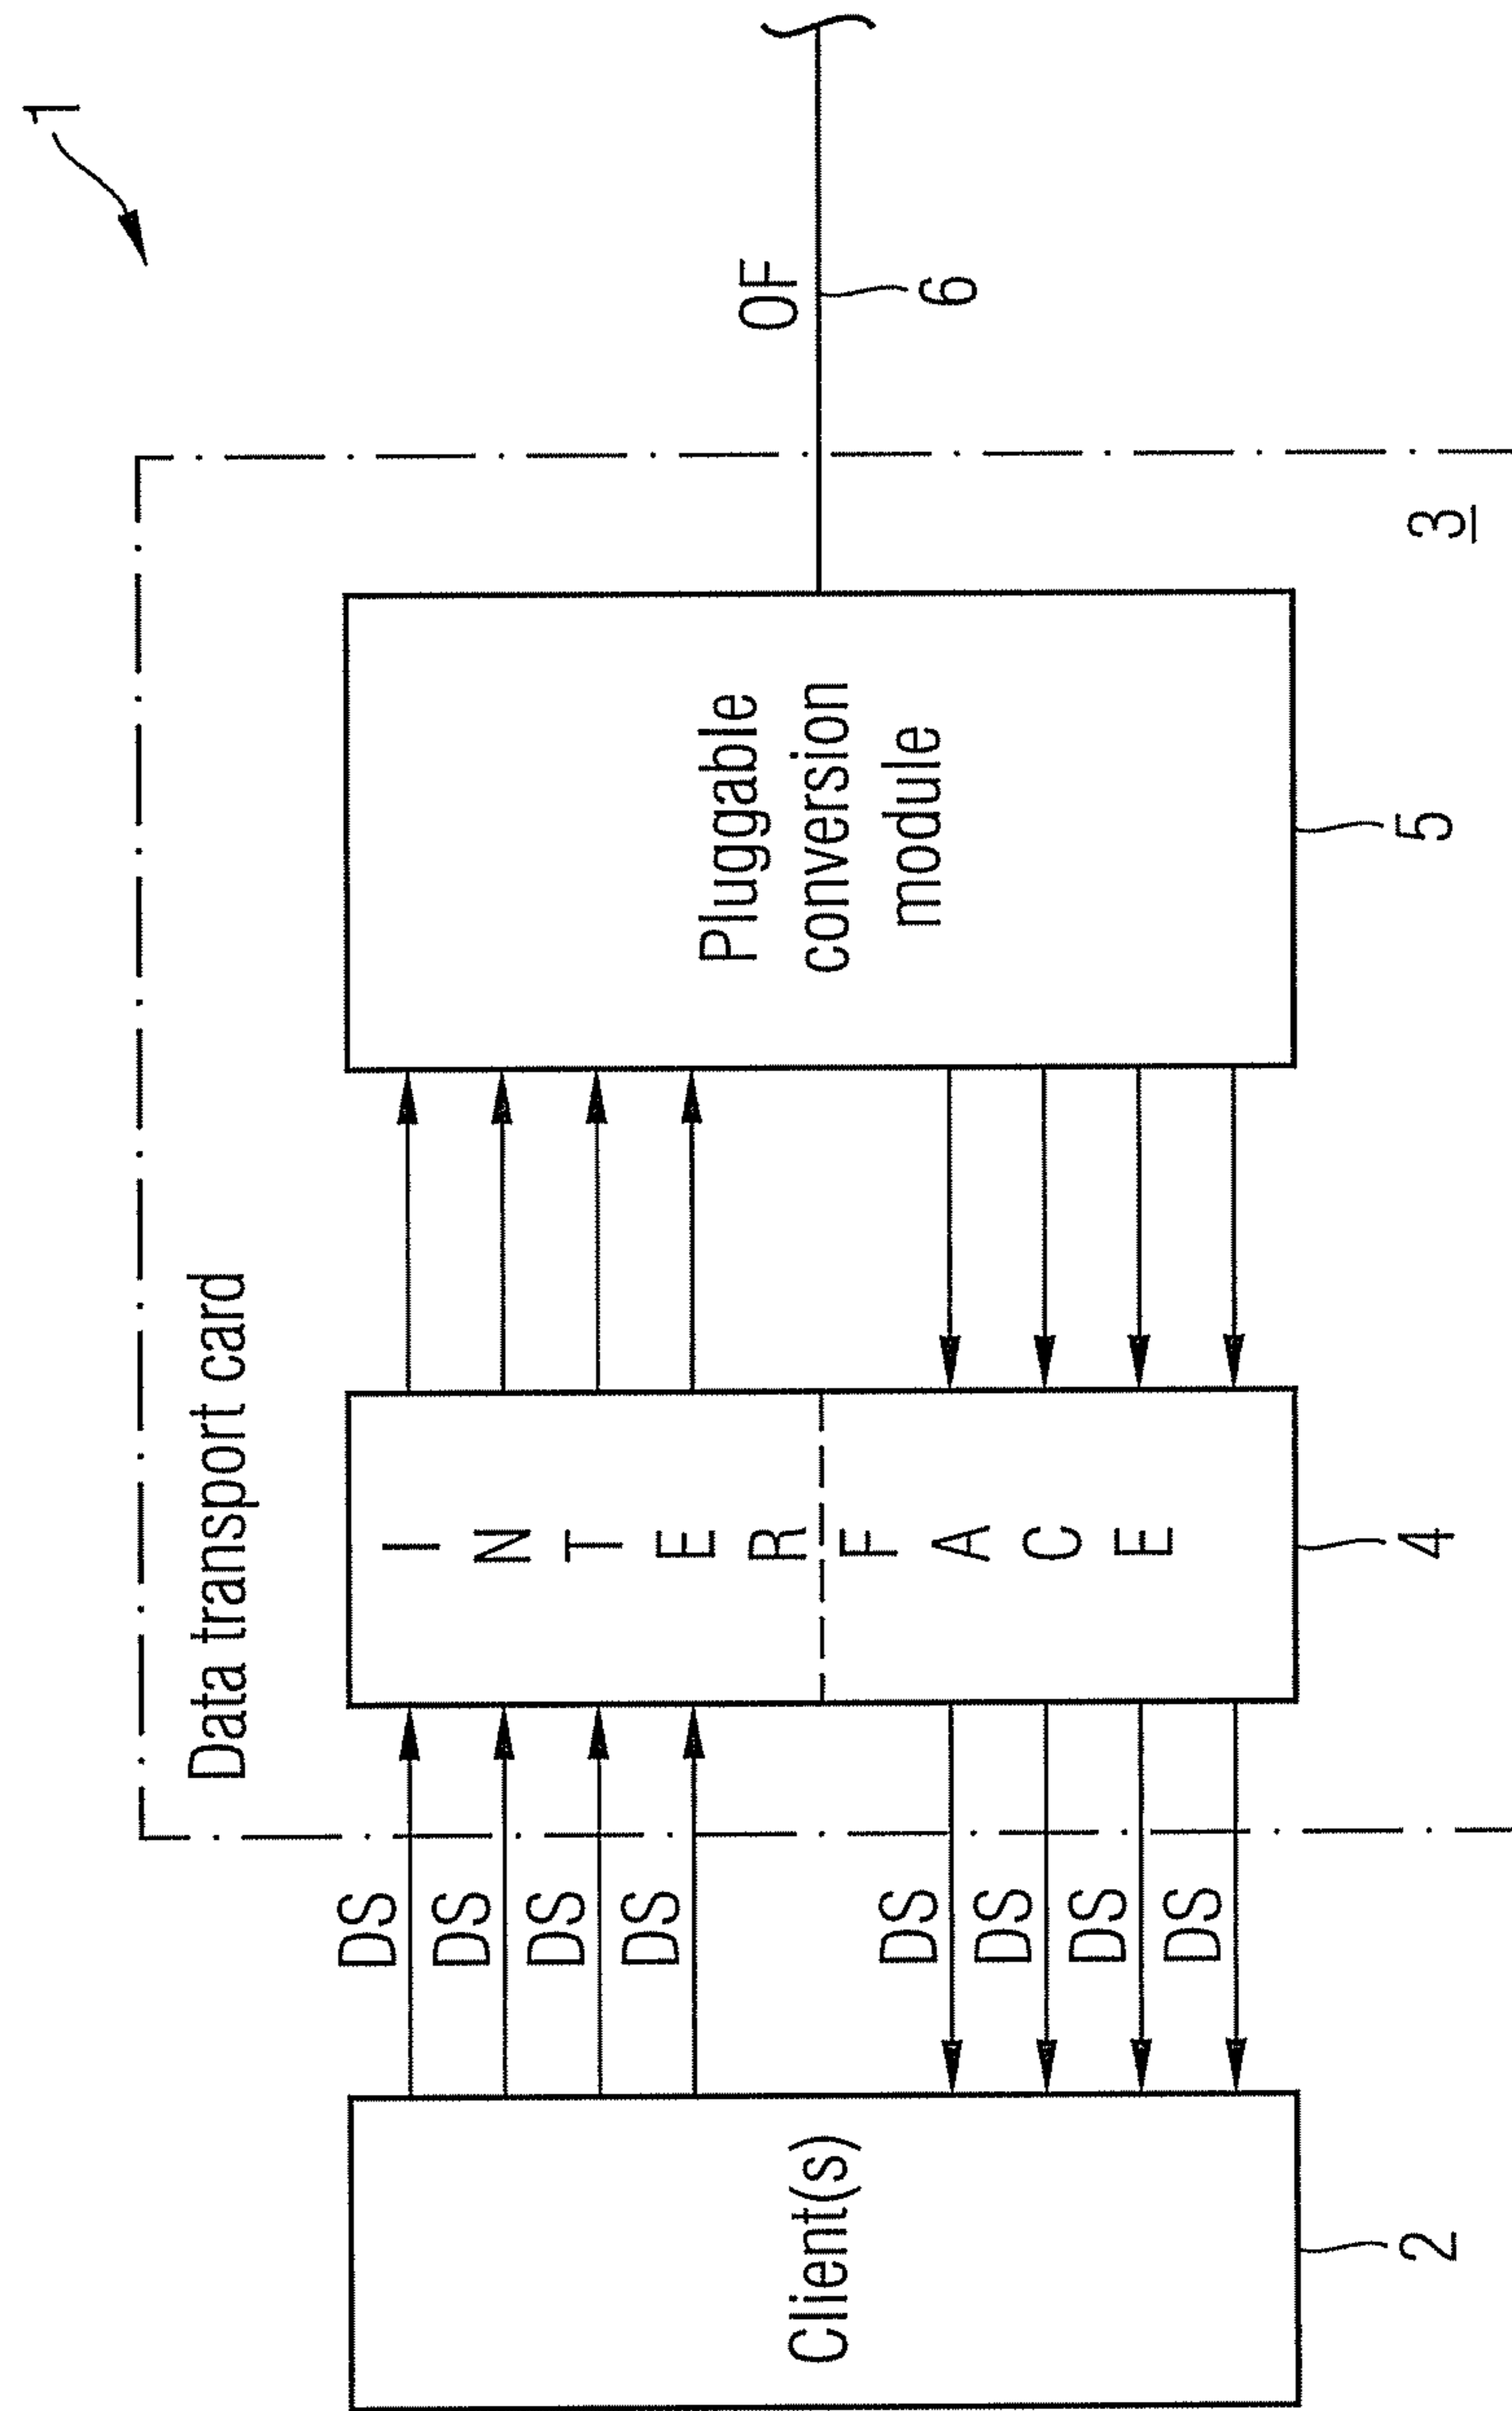 1
Data transport card
DS
DS
DS
DS
DS
DS
DS
DS
Client(s)
INTERFACE
Pluggable
conversion
module
OF
6
3
2
4
5